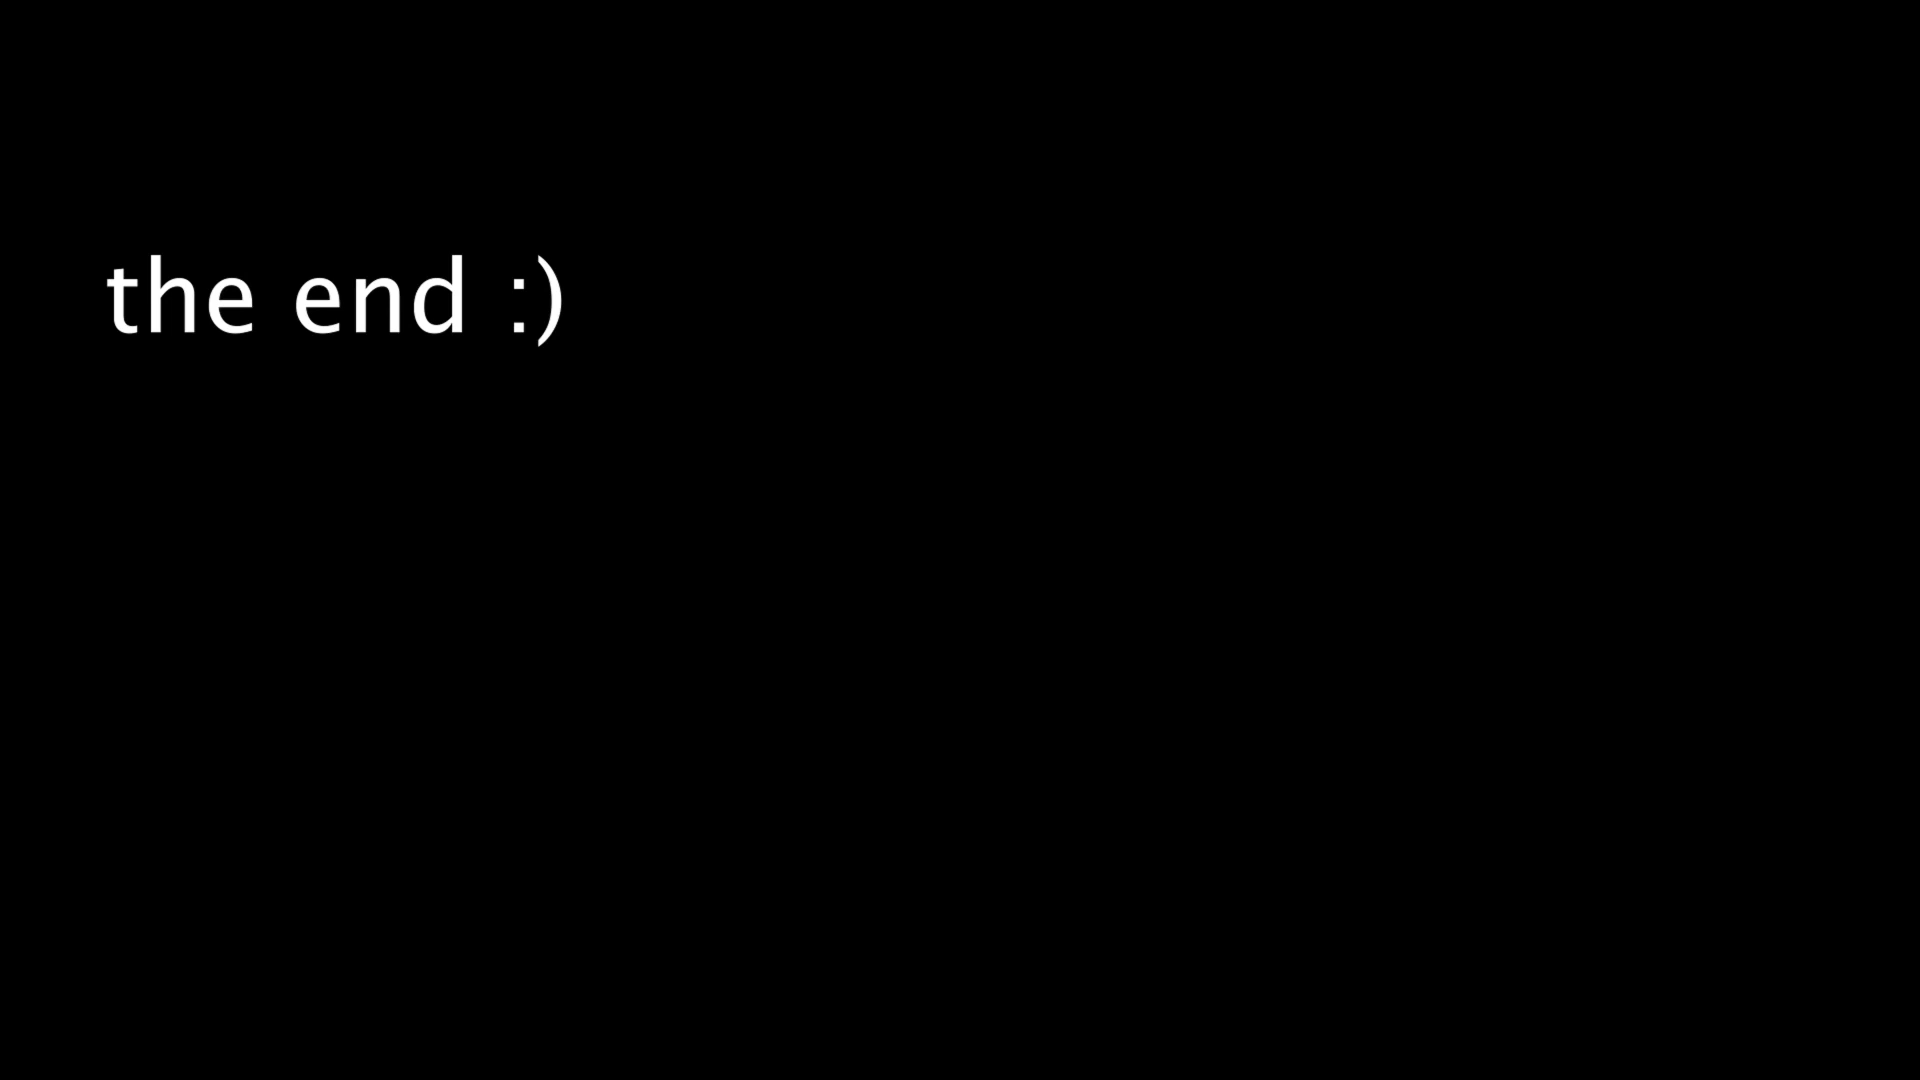 the end :)